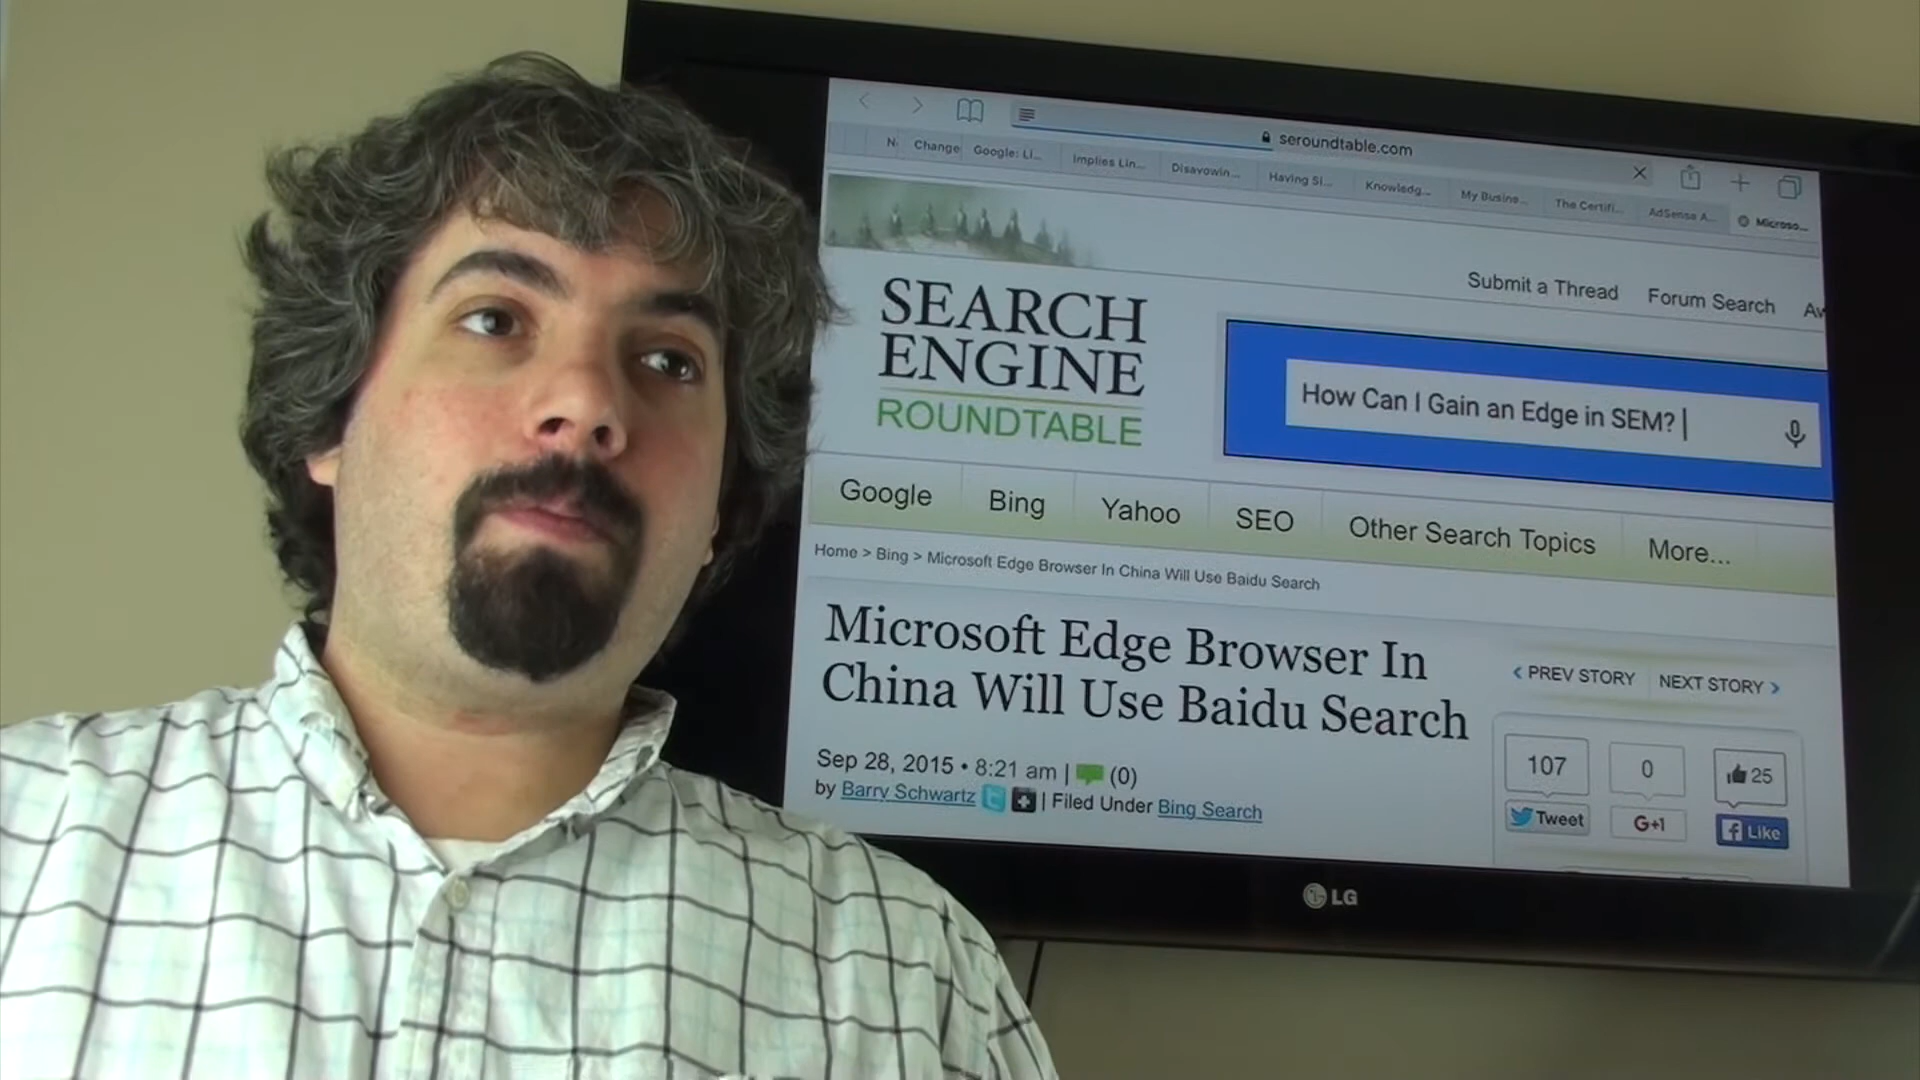 seroundtable.com
Change
Google: Li...
Implies Lin...
Disavowin...
Having Si...
Knowledg...
My Busine...
The Certifi...
AdSense A...
Microso...
Submit a Thread
Forum Search
SEARCH
ENGINE
ROUNDTABLE
How Can I Gain an Edge in SEM?
Google
Bing
Yahoo
SEO
Other Search Topics
More...
Home > Bing > Microsoft Edge Browser In China Will Use Baidu Search
Microsoft Edge Browser In
China Will Use Baidu Search
PREV STORY
NEXT STORY
Sep 28, 2015 • 8:21 am | (0)
by Barry Schwartz | Filed Under Bing Search
107
0
25
Tweet
G+1
Like
LG